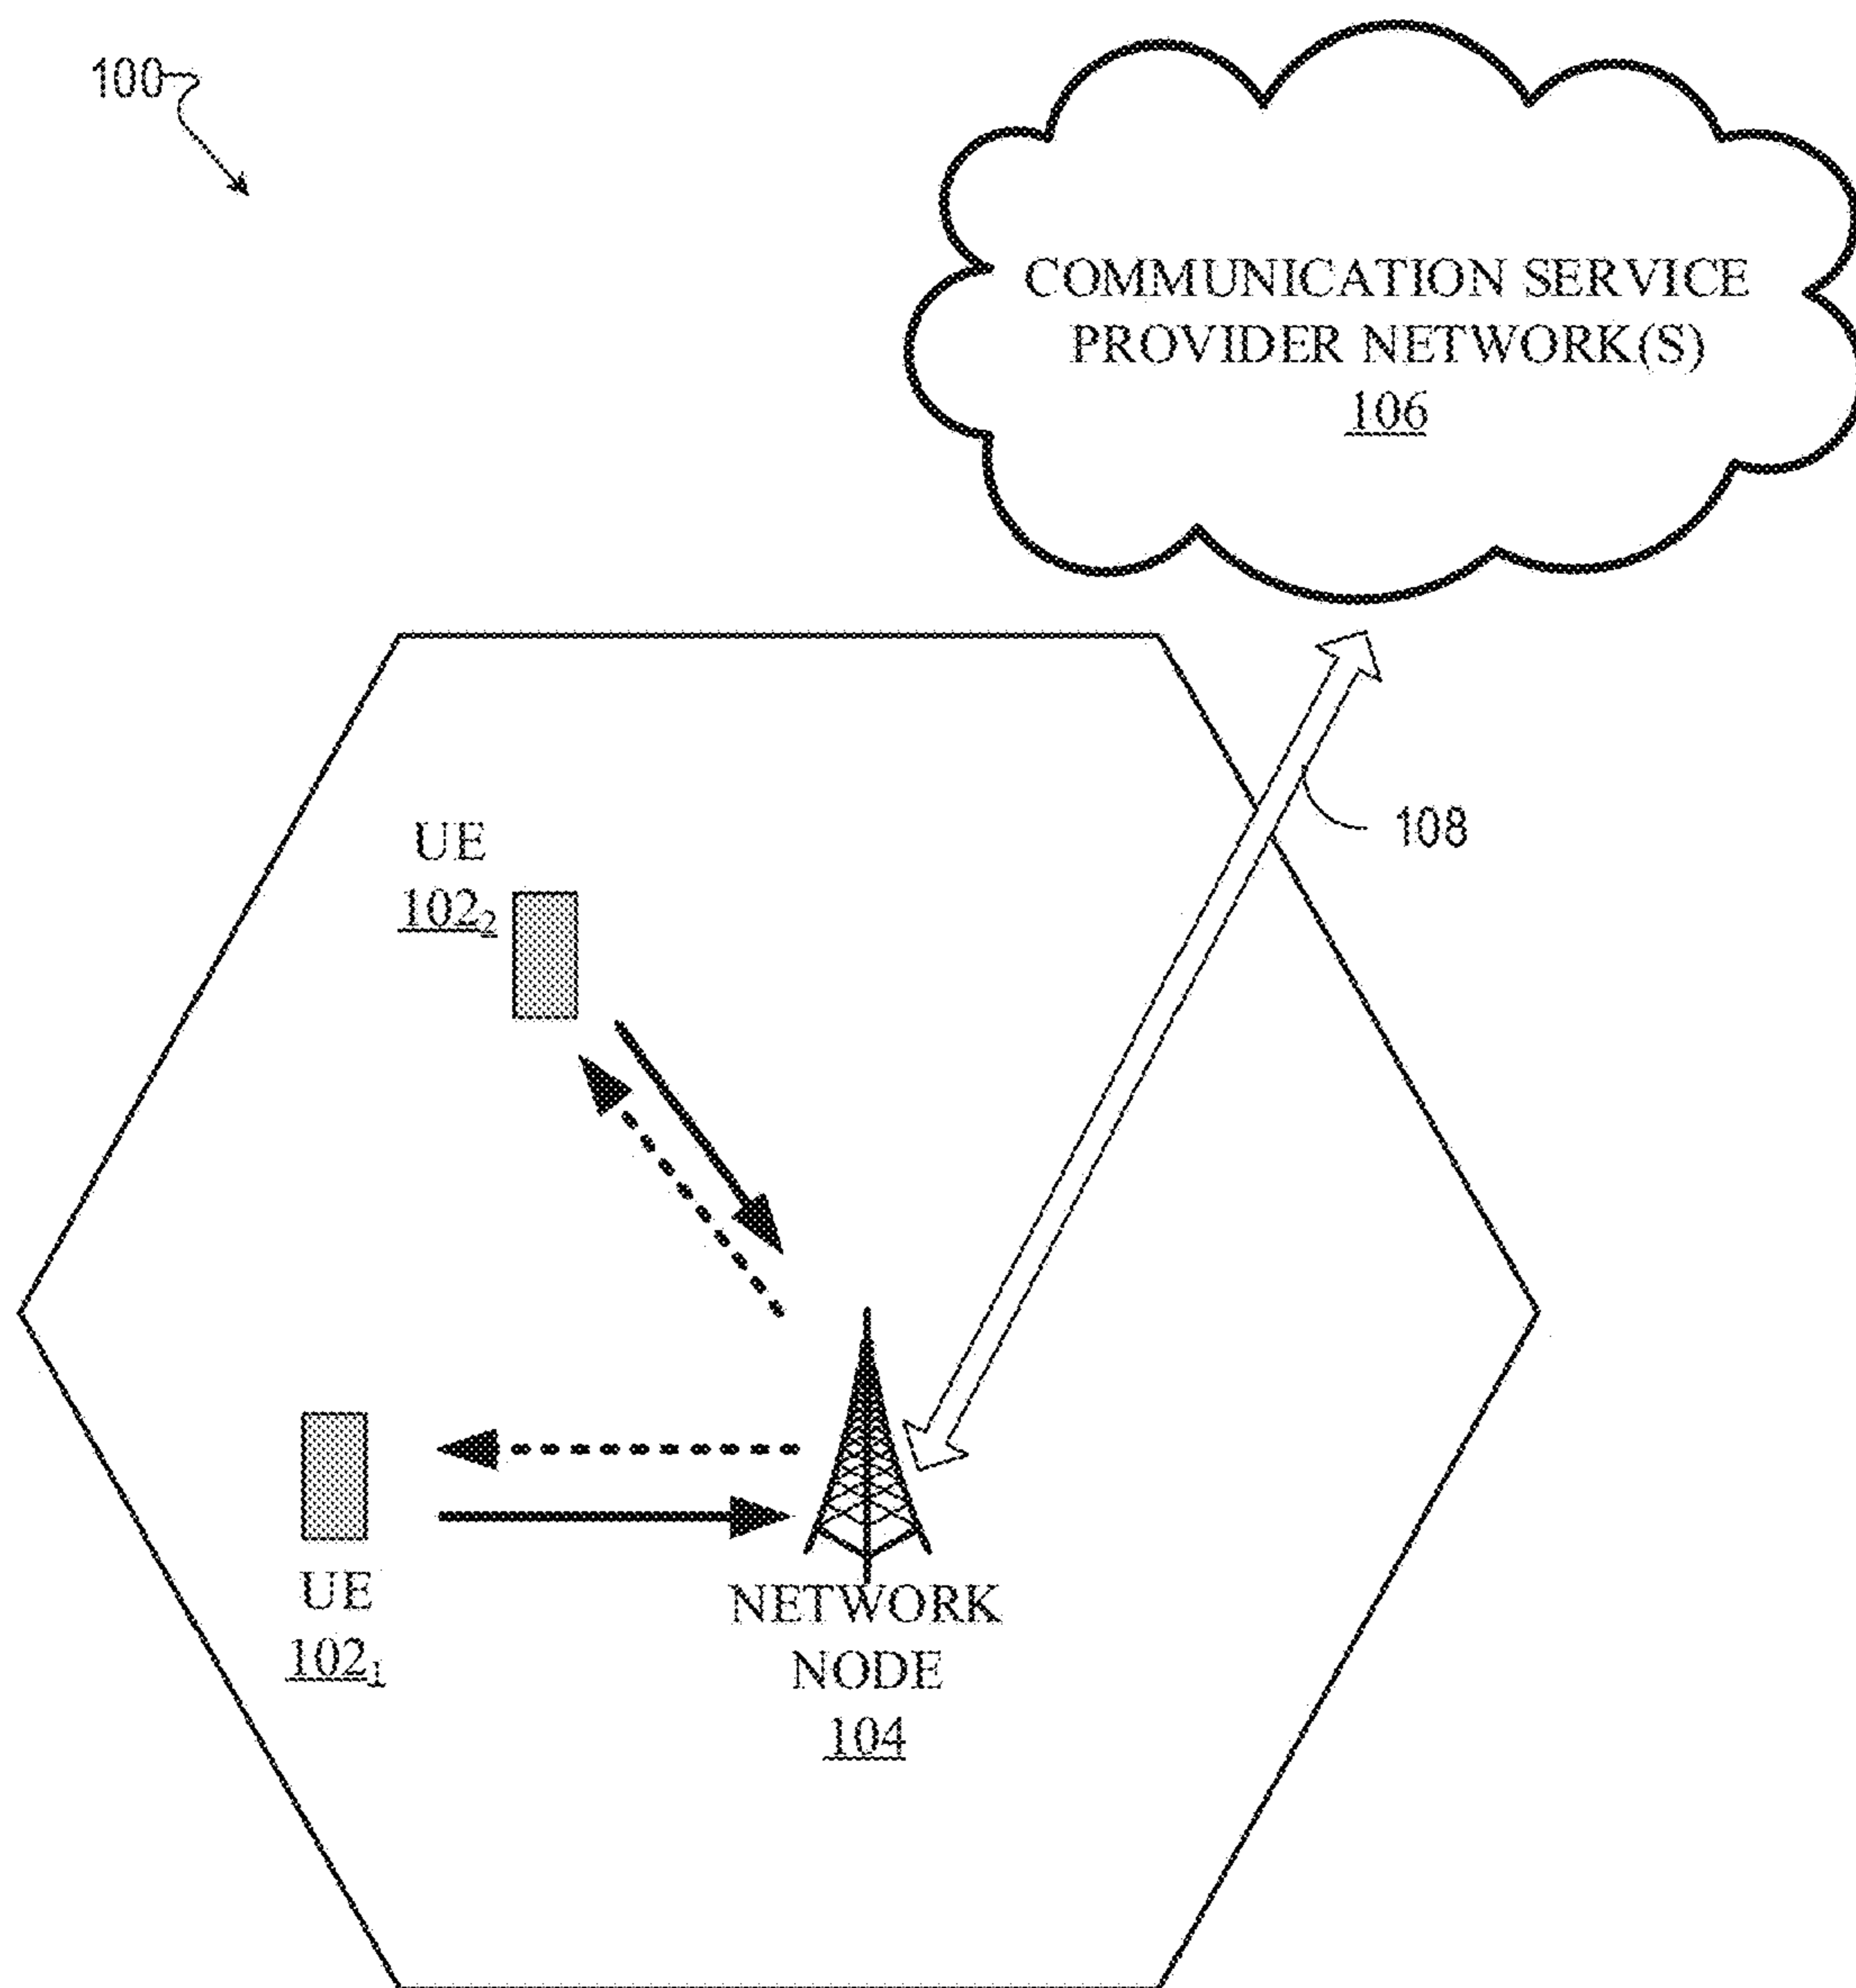 100
COMMUNICATION SERVICE
PROVIDER NETWORK(S)
106
108
UE
102₂
UE
102₁
NETWORK
NODE
104